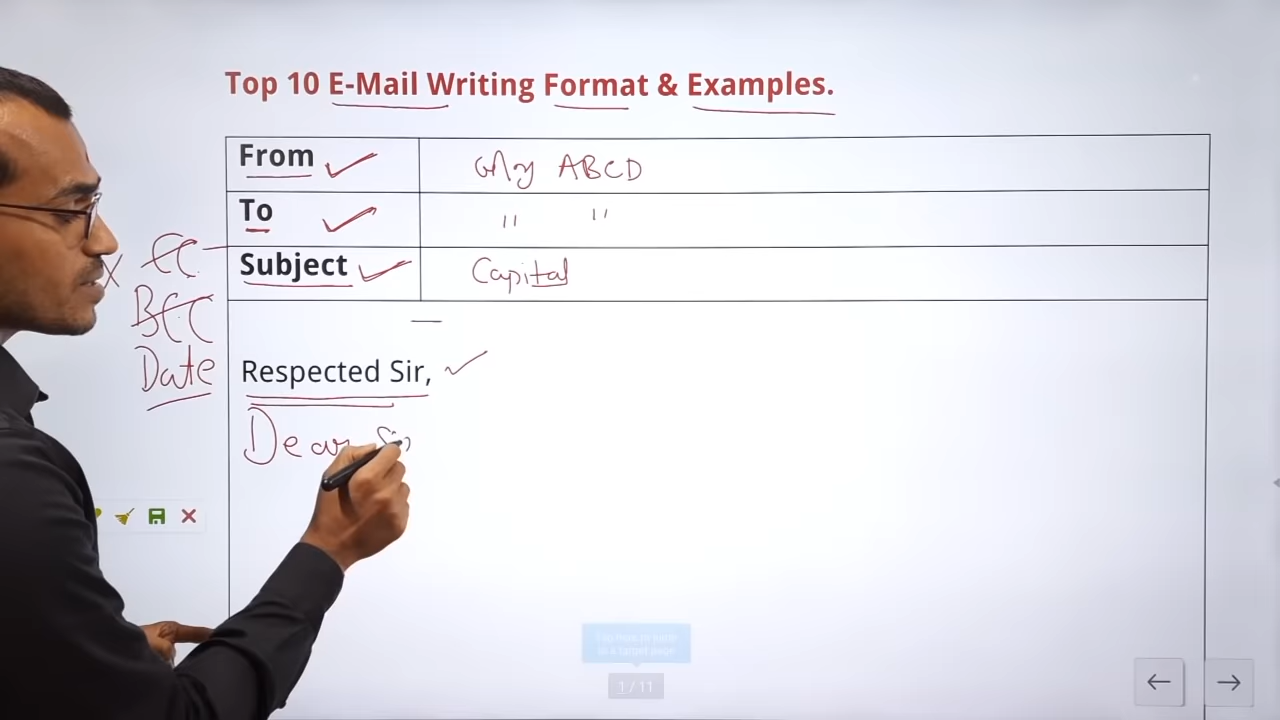 Top 10 E-Mail Writing Format & Examples.
From ABCD
To " "
CC
Subject Capital
BCC
Date
Respected Sir,
Dear Sir
1 / 11